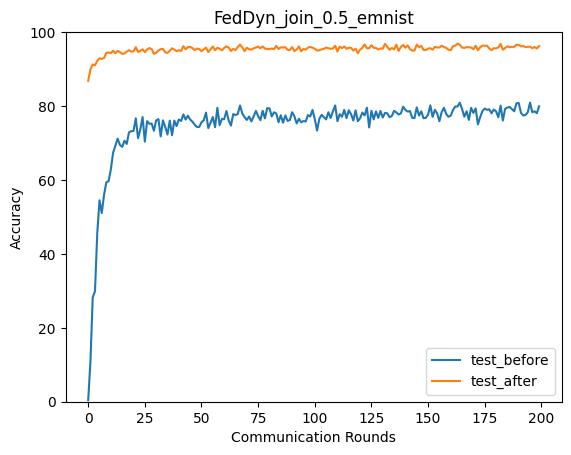 FedDyn_join_0.5_emnist
Accuracy
100
80
60
40
20
0
0 25 50 75 100 125 150 175 200
Communication Rounds
test_before
test_after